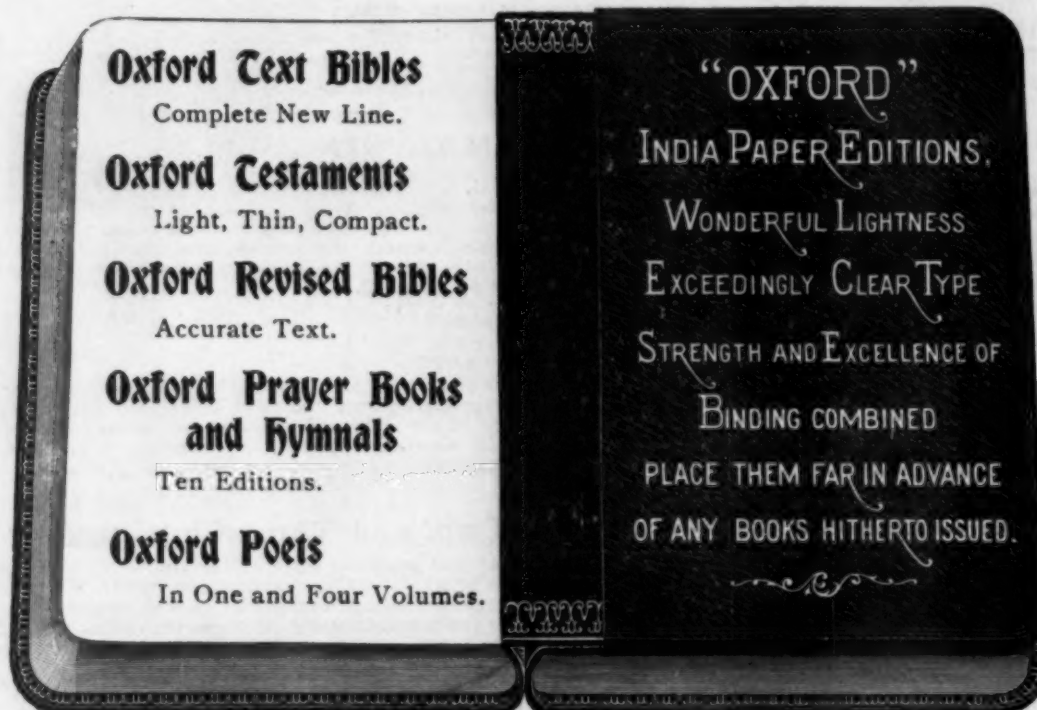 Oxford Text Bibles
Complete New Line.
Oxford Testaments
Light, Thin, Compact.
Oxford Revised Bibles
Accurate Text.
Oxford Prayer Books
and Hymnals
Ten Editions.
Oxford Poets
In One and Four Volumes.
“OXFORD”
INDIA PAPER EDITIONS,
WONDERFUL LIGHTNESS
EXCEEDINGLY CLEAR TYPE
STRENGTH AND EXCELLENCE OF
BINDING COMBINED
PLACE THEM FAR IN ADVANCE
OF ANY BOOKS HITHERTO ISSUED.